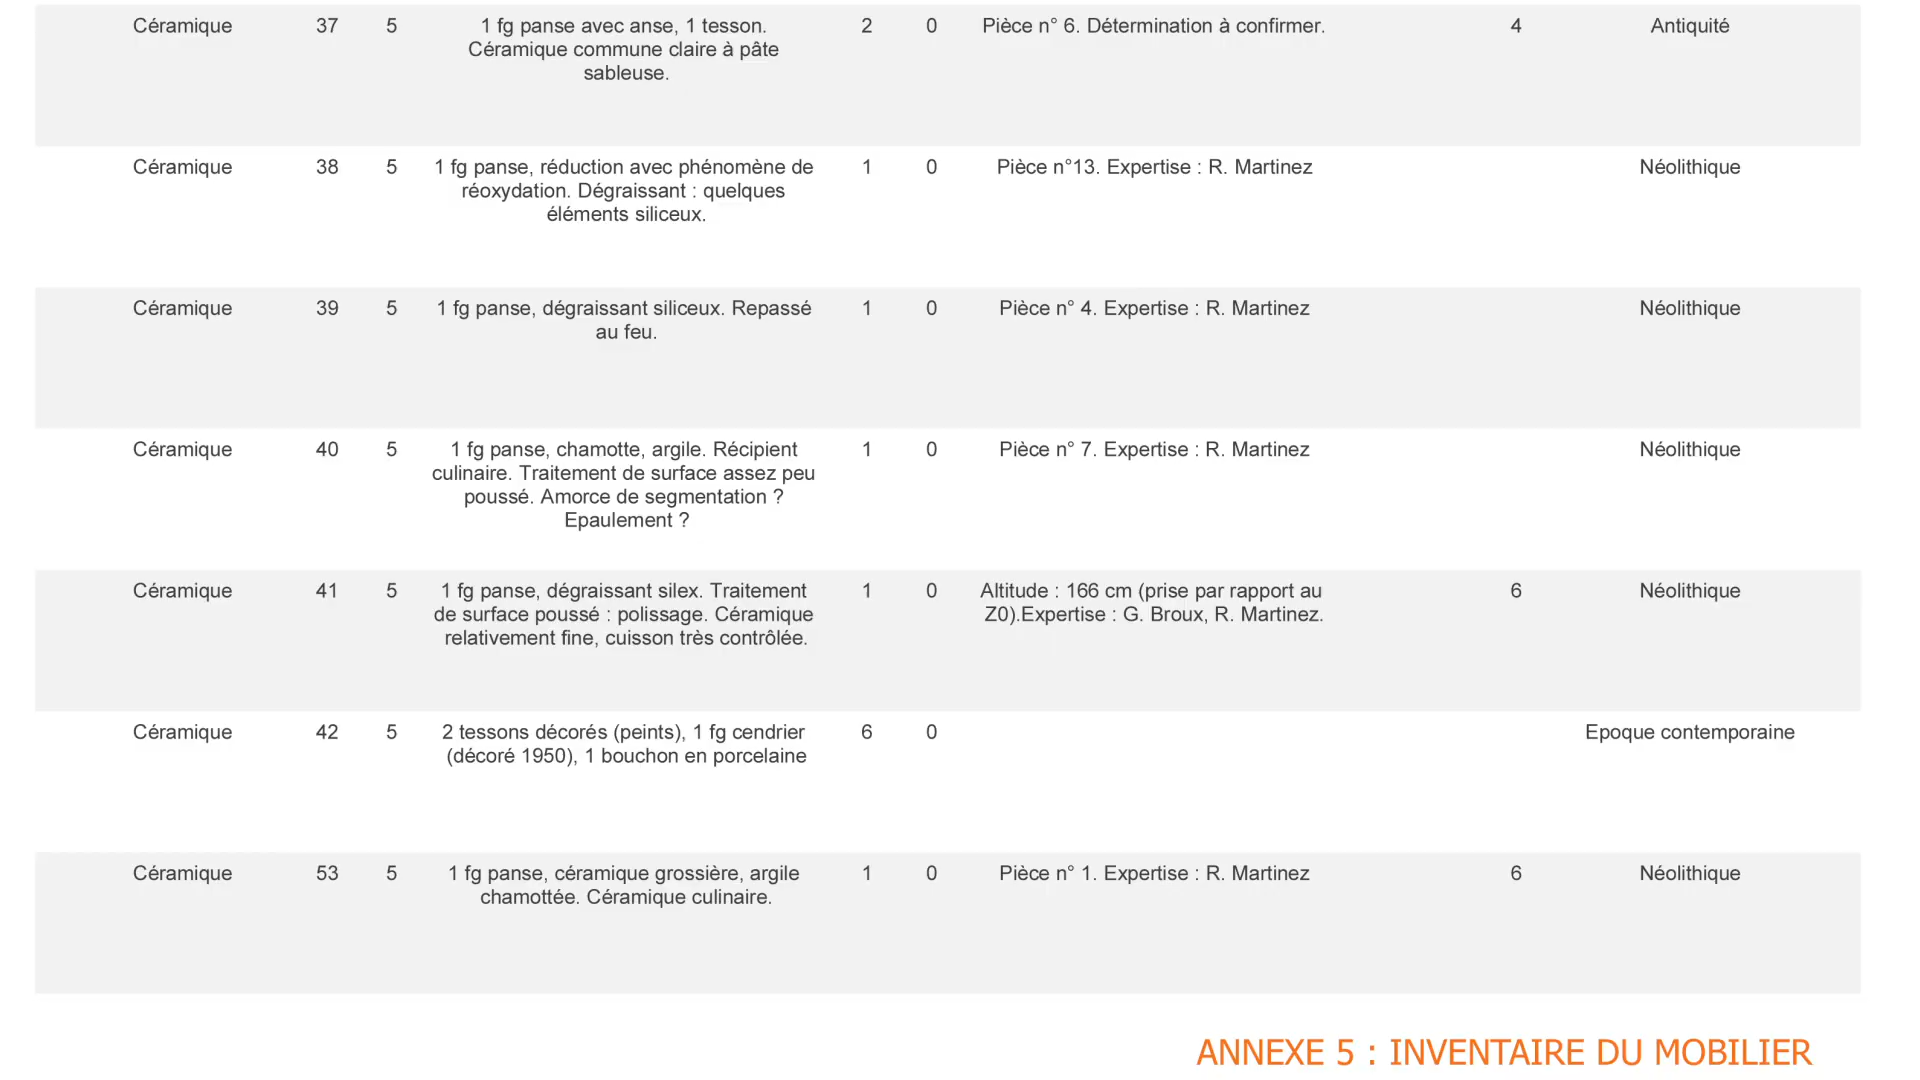 Céramique 37 5 1 fg panse avec anse, 1 tesson. 2 0 Pièce n° 6. Détermination à confirmer. 4 Antiquité
Céramique commune claire à pâte
sableuse.
Céramique 38 5 1 fg panse, réduction avec phénomène de 1 0 Pièce n°13. Expertise : R. Martinez Néolithique
réoxydation. Dégraissant : quelques
éléments siliceux.
Céramique 39 5 1 fg panse, dégraissant siliceux. Repassé 1 0 Pièce n° 4. Expertise : R. Martinez Néolithique
au feu.
Céramique 40 5 1 fg panse, chamotte, argile. Récipient 1 0 Pièce n° 7. Expertise : R. Martinez Néolithique
culinaire. Traitement de surface assez peu
poussé. Amorce de segmentation ?
Epaulement ?
Céramique 41 5 1 fg panse, dégraissant silex. Traitement 1 0 Altitude : 166 cm (prise par rapport au 6 Néolithique
de surface poussé : polissage. Céramique Z0).Expertise : G. Broux, R. Martinez.
relativement fine, cuisson très contrôlée.
Céramique 42 5 2 tessons décorés (peints), 1 fg cendrier 6 0 Epoque contemporaine
(décoré 1950), 1 bouchon en porcelaine
Céramique 53 5 1 fg panse, céramique grossière, argile 1 0 Pièce n° 1. Expertise : R. Martinez 6 Néolithique
chamottée. Céramique culinaire.
ANNEXE 5 : INVENTAIRE DU MOBILIER